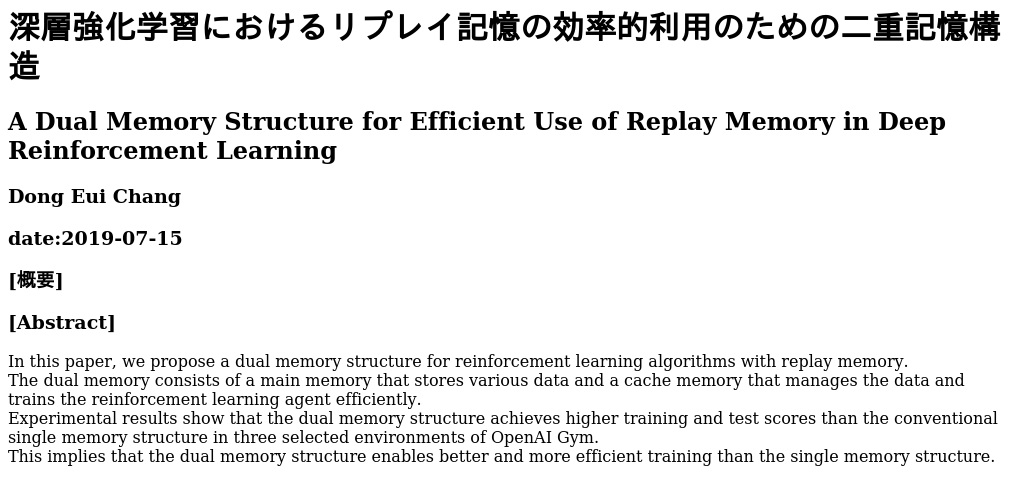 深層強化学習におけるリプレイ記憶の効率的利用のための二重記憶構
造
A Dual Memory Structure for Efficient Use of Replay Memory in Deep
Reinforcement Learning
Dong Eui Chang
date:2019-07-15
[概要]
[Abstract]
In this paper, we propose a dual memory structure for reinforcement learning algorithms with replay memory.
The dual memory consists of a main memory that stores various data and a cache memory that manages the data and
trains the reinforcement learning agent efficiently.
Experimental results show that the dual memory structure achieves higher training and test scores than the conventional
single memory structure in three selected environments of OpenAI Gym.
This implies that the dual memory structure enables better and more efficient training than the single memory structure.